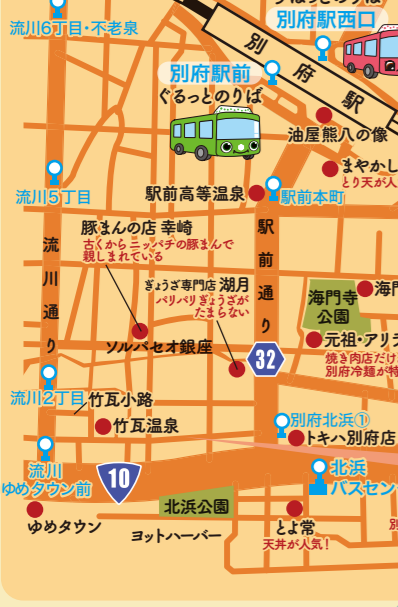 流川6丁目・不老泉
別府駅西口
別府駅
別府駅前
ぐるっとのりば
油屋熊八の像
まやかし
とり天が人
流川5丁目
駅前高等温泉
駅前本町
豚まんの店 幸崎
古くからニッパチの豚まんで
親しまれている
流川通り
駅前通り
ぎょうざ専門店 湖月
パリパリぎょうざが
たまらない
海門寺
公園
海門
ソルパセオ銀座
元祖・アリラ
焼き肉店だけ
別府冷麺が特
32
流川2丁目
竹瓦小路
竹瓦温泉
別府北浜①
トキハ別府店
流川
ゆめタウン前
10
北浜
バスセン
北浜公園
ゆめタウン
ヨットハーバー
とよ常
天丼が人気!
別